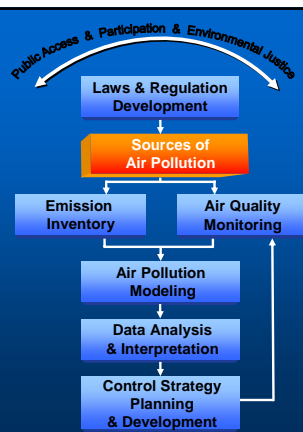 Public Access & Participation & Environmental Justice
Laws & Regulation
Development
Sources of
Air Pollution
Emission
Inventory
Air Quality
Monitoring
Air Pollution
Modeling
Data Analysis
& Interpretation
Control Strategy
Planning
& Development